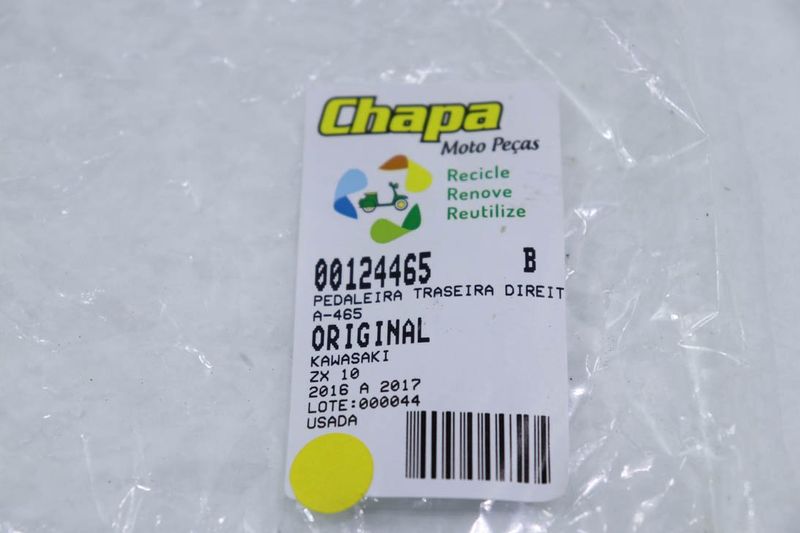 Chapa
Moto Peças
Recicle
Renove
Reutilize
00124465 B
PEDALEIRA TRASEIRA DIREIT
A-465
ORIGINAL
KAWASAKI
ZX 10
2016 A 2017
LOTE:000044
USADA